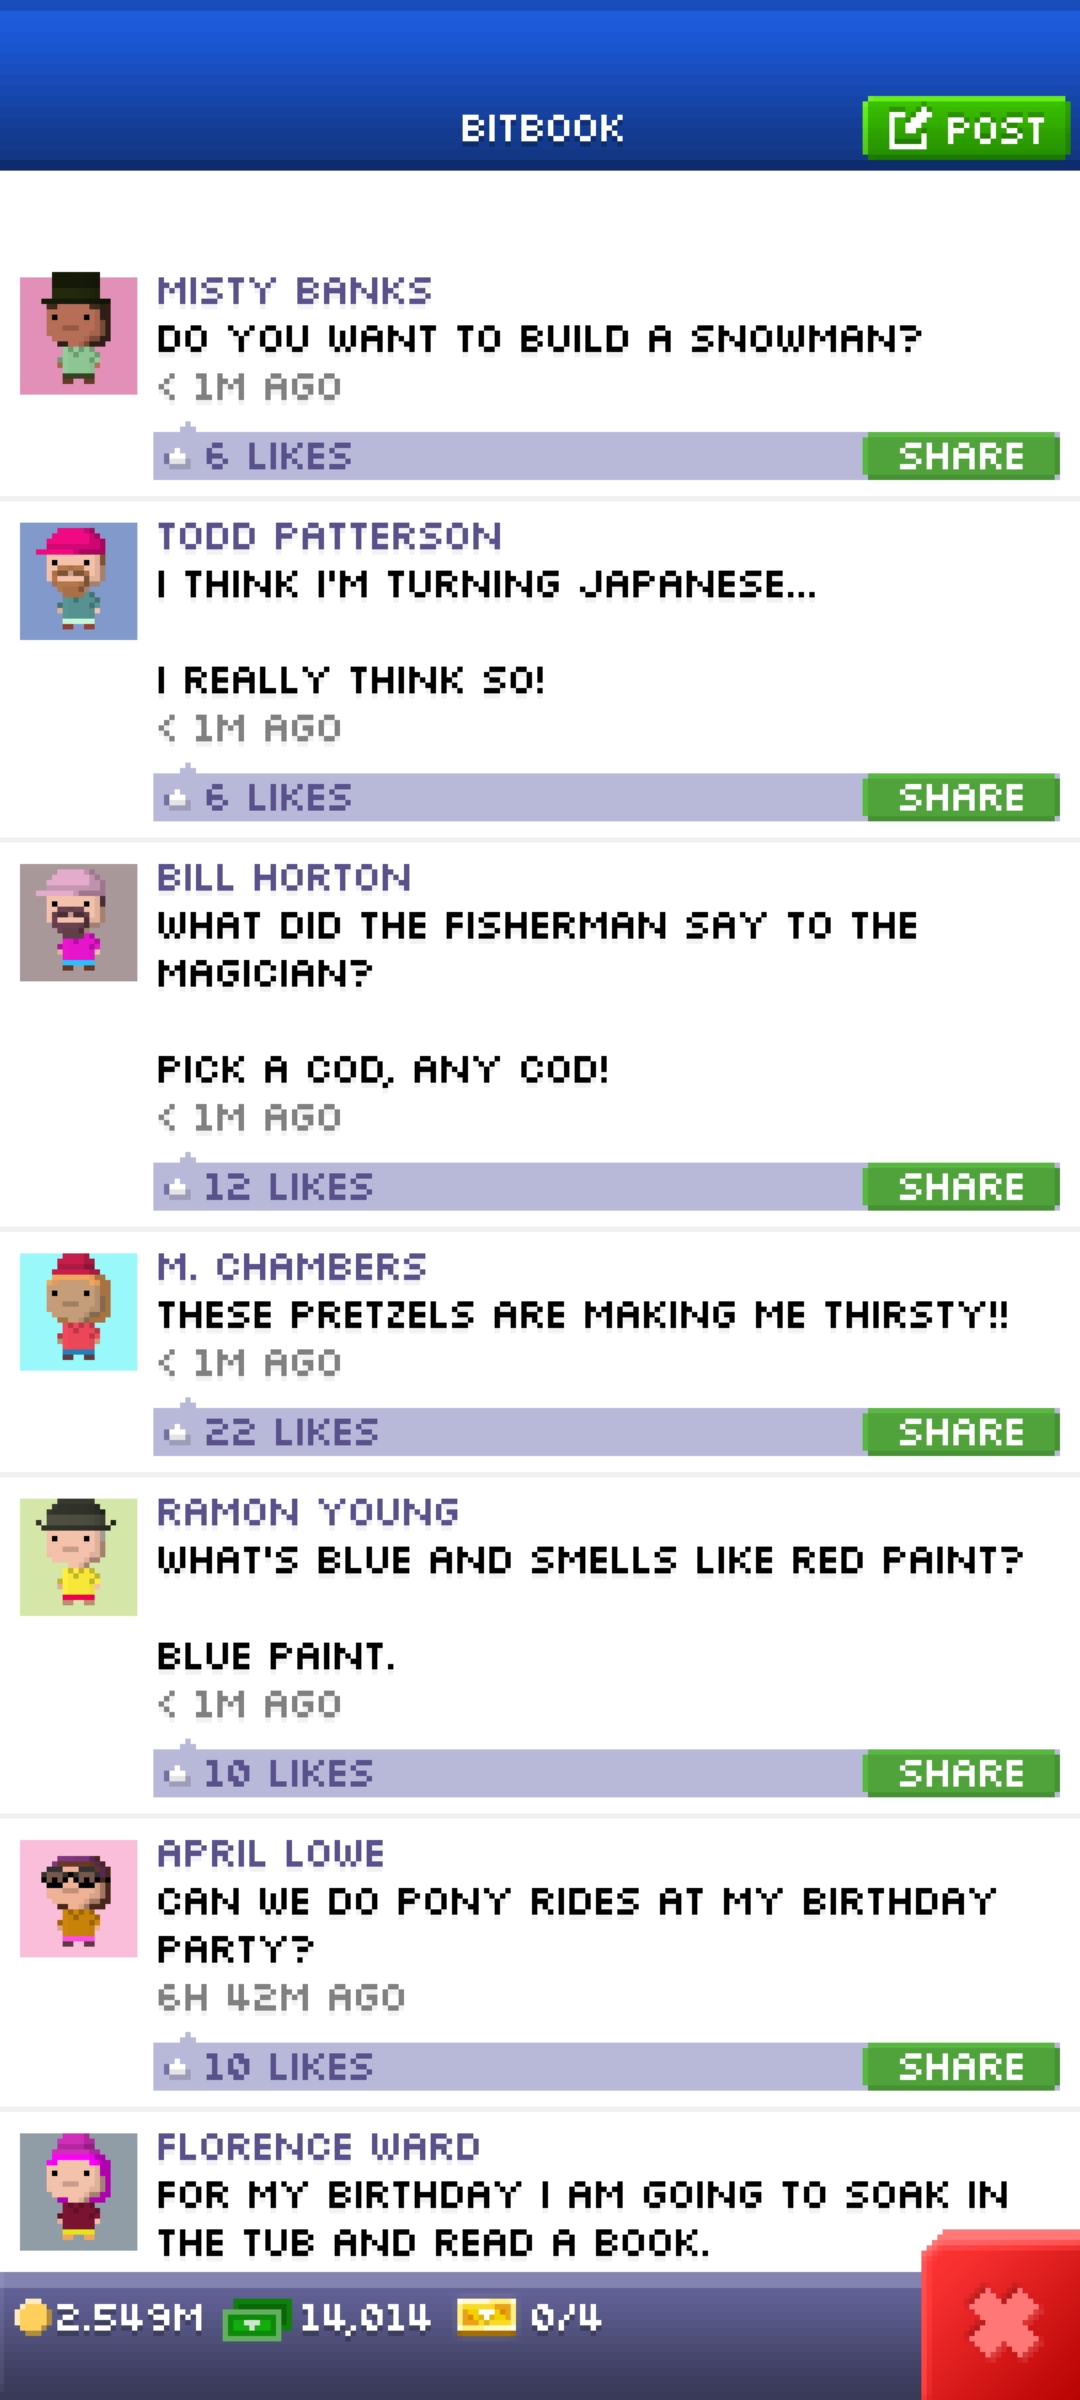 BITBOOK
POST
MISTY BANKS
DO YOU WANT TO BUILD A SNOWMAN?
< 1M AGO
6 LIKES
SHARE
TODD PATTERSON
I THINK I'M TURNING JAPANESE...
I REALLY THINK SO!
< 1M AGO
6 LIKES
SHARE
BILL HORTON
WHAT DID THE FISHERMAN SAY TO THE
MAGICIAN?
PICK A COD, ANY COD!
< 1M AGO
12 LIKES
SHARE
M. CHAMBERS
THESE PRETZELS ARE MAKING ME THIRSTY!!
< 1M AGO
22 LIKES
SHARE
RAMON YOUNG
WHAT'S BLUE AND SMELLS LIKE RED PAINT?
BLUE PAINT.
< 1M AGO
10 LIKES
SHARE
APRIL LOWE
CAN WE DO PONY RIDES AT MY BIRTHDAY
PARTY?
6H 42M AGO
10 LIKES
SHARE
FLORENCE WARD
FOR MY BIRTHDAY I AM GOING TO SOAK IN
THE TUB AND READ A BOOK.
2.549M 14,014 0/4